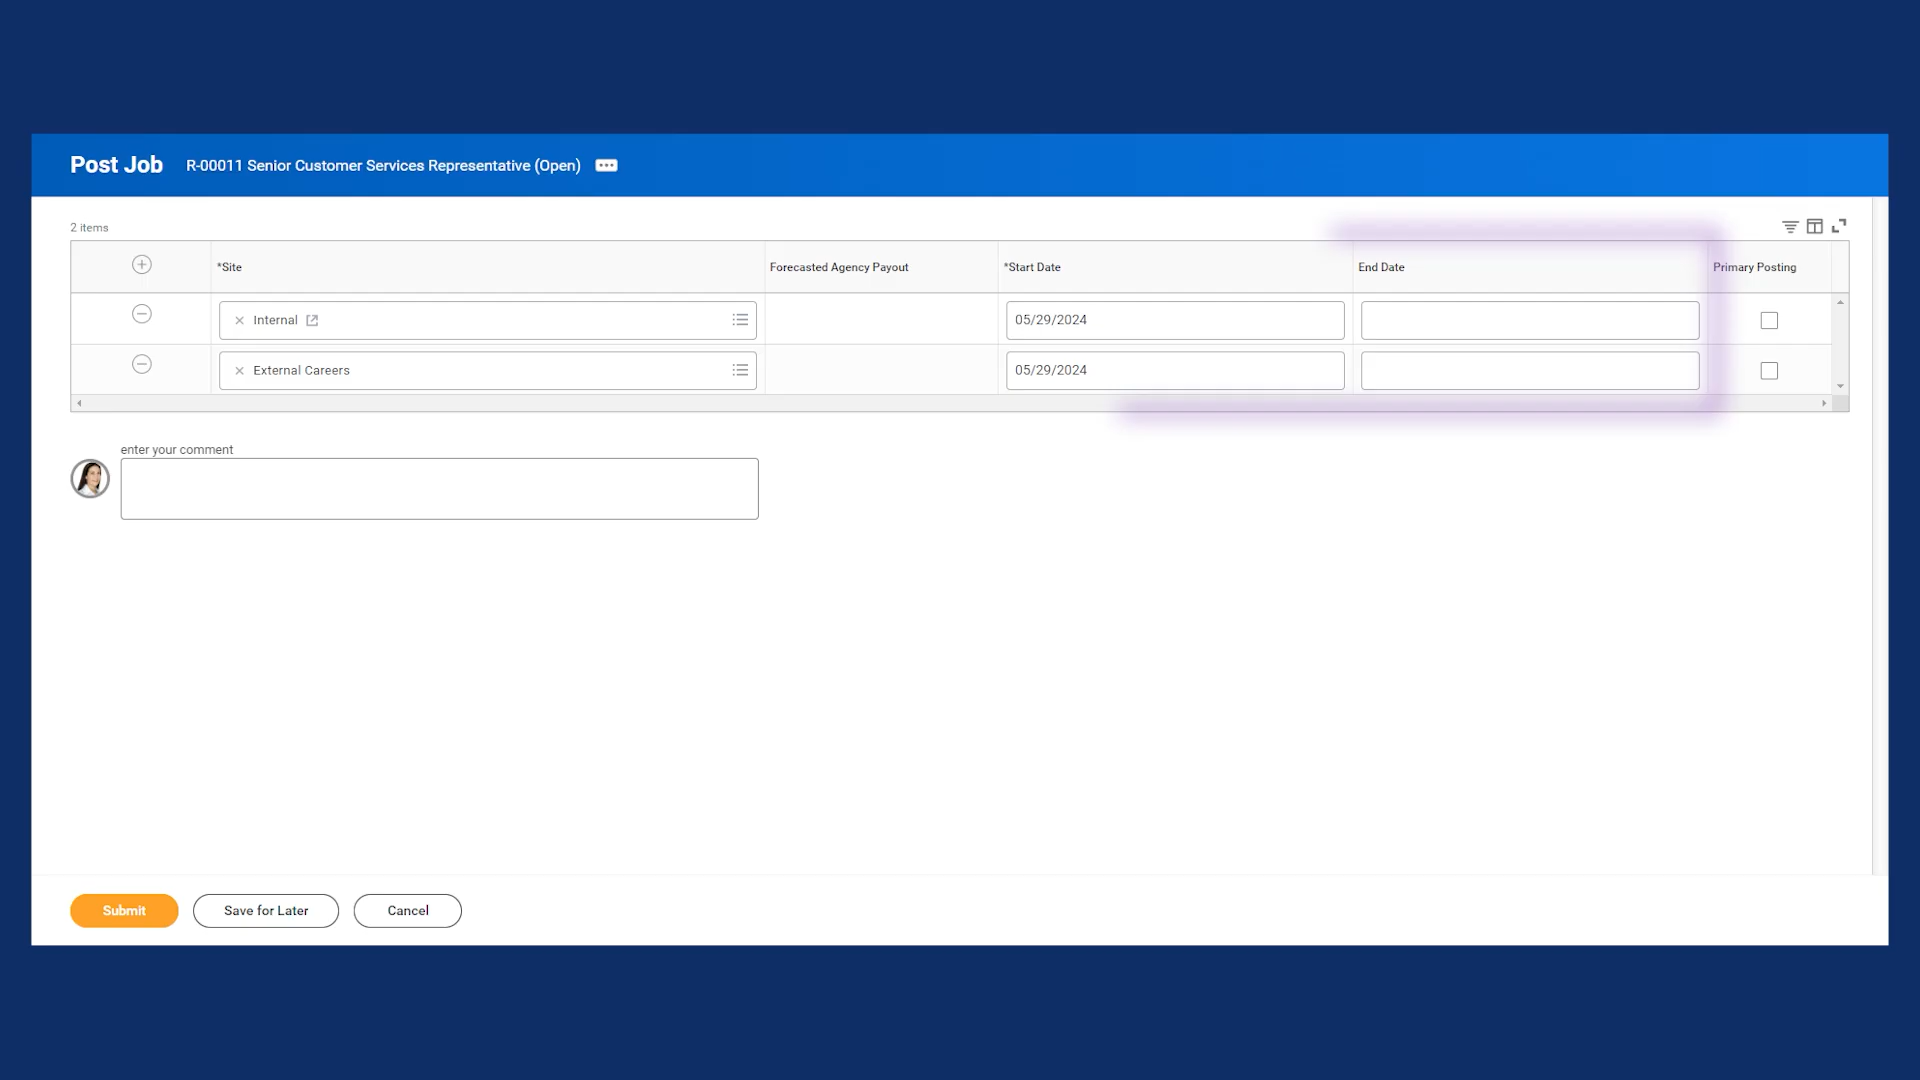 Post Job R-00011 Senior Customer Services Representative (Open)
2 items
*Site Forecasted Agency Payout *Start Date End Date Primary Posting
Internal 05/29/2024
External Careers 05/29/2024
enter your comment
Submit Save for Later Cancel